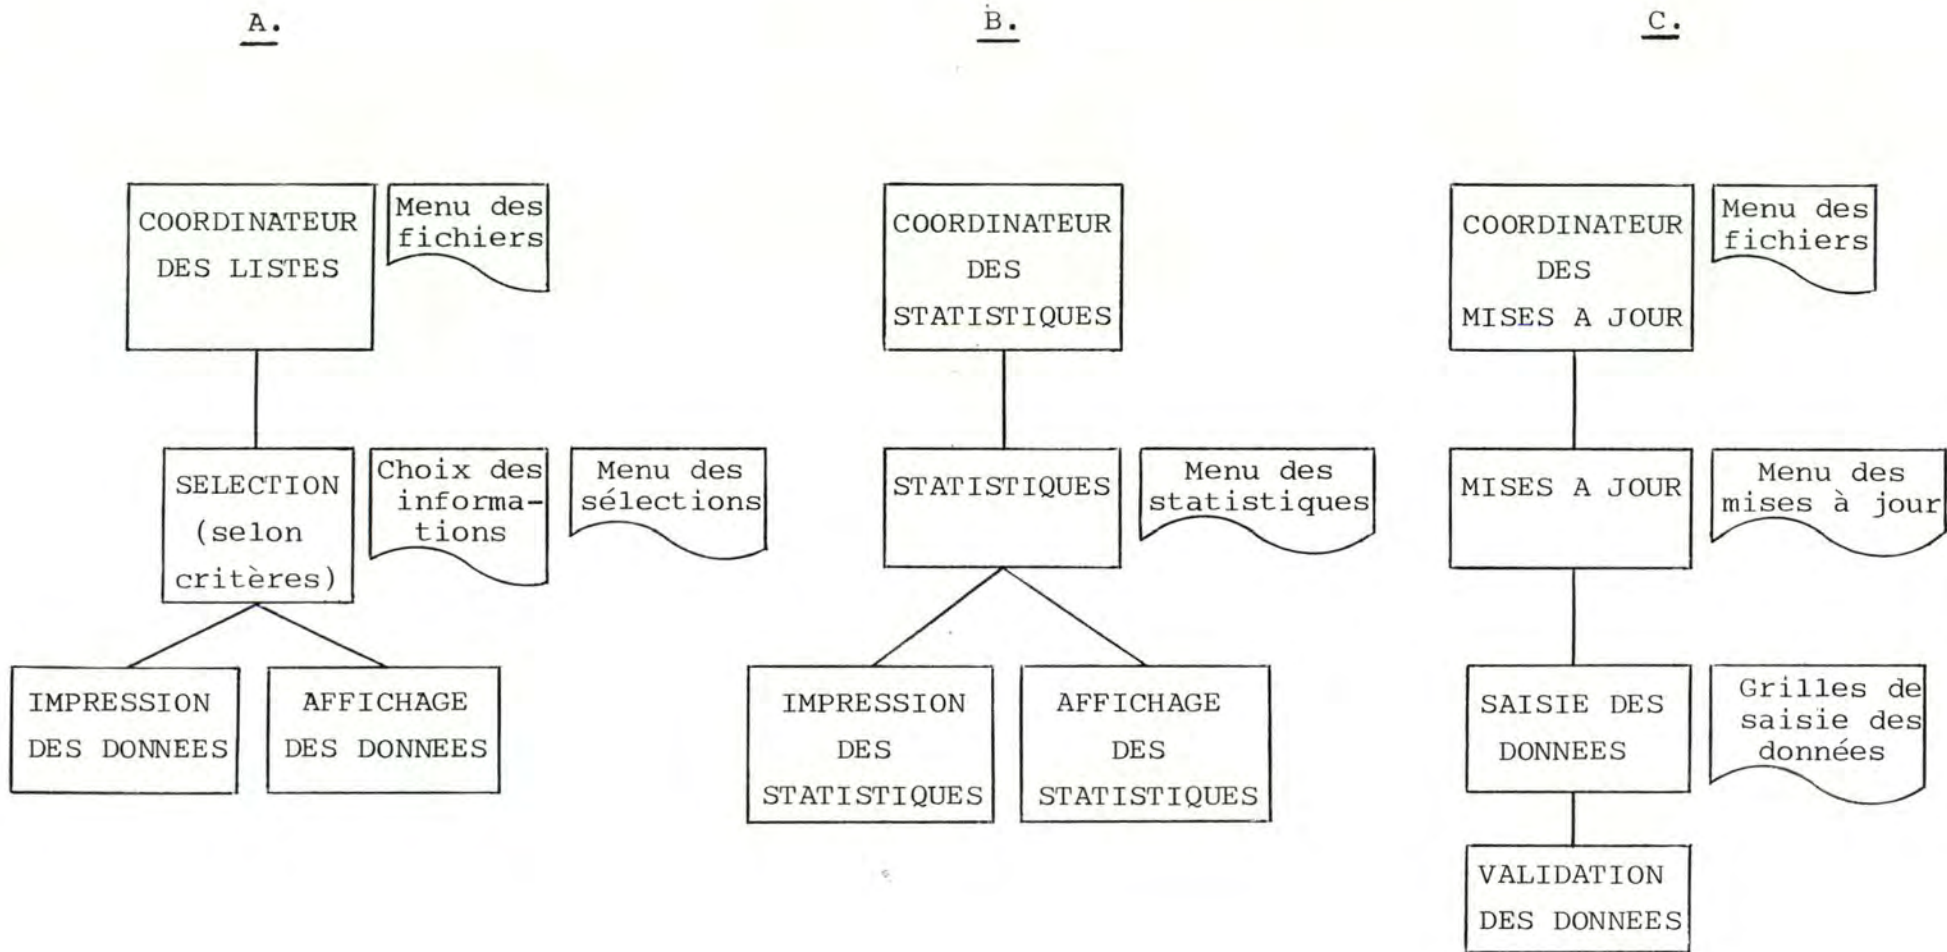 A.
COORDINATEUR
DES LISTES
Menu des
fichiers
SELECTION
(selon
critères)
Choix des
informa-
tions
Menu des
sélections
IMPRESSION
DES DONNEES
AFFICHAGE
DES DONNEES
B.
COORDINATEUR
DES
STATISTIQUES
STATISTIQUES
Menu des
statistiques
IMPRESSION
DES
STATISTIQUES
AFFICHAGE
DES
STATISTIQUES
C.
COORDINATEUR
DES
MISES A JOUR
Menu des
fichiers
MISES A JOUR
Menu des
mises à jour
SAISIE DES
DONNEES
Grilles de
saisie des
données
VALIDATION
DES DONNEES